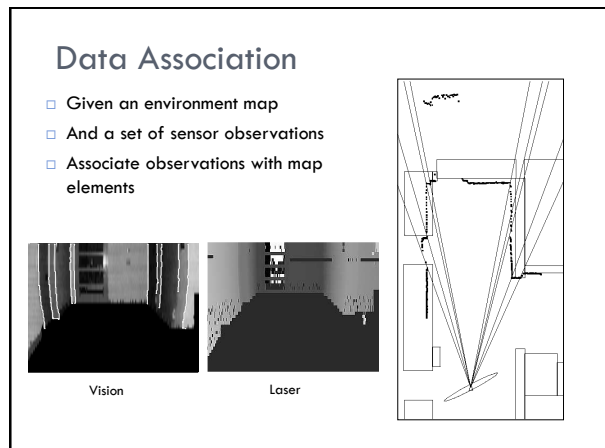 Data Association
Given an environment map
And a set of sensor observations
Associate observations with map
elements
Vision
Laser